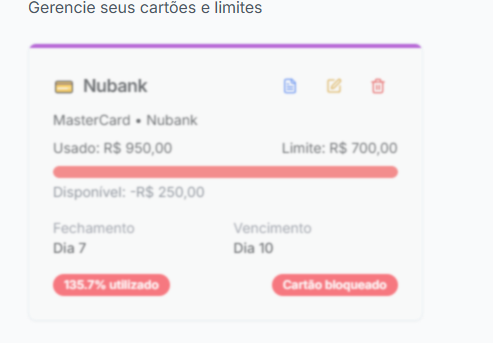 Gerencie seus cartões e limites
Nubank
MasterCard • Nubank
Usado: R$ 950,00 Limite: R$ 700,00
Disponível: -R$ 250,00
Fechamento Vencimento
Dia 7 Dia 10
135.7% utilizado Cartão bloqueado